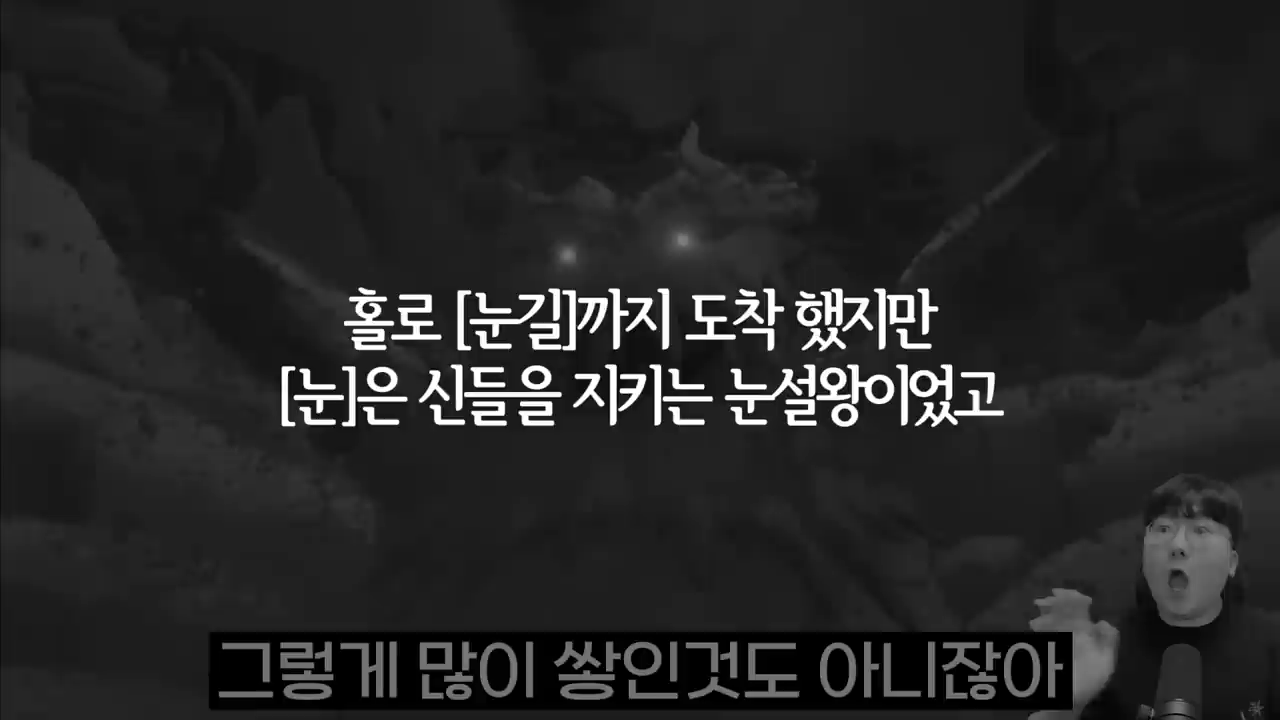 홀로 [눈길]까지 도착 했지만
[눈]은 신들을 지키는 눈설왕이었고
그렇게 많이 쌓인것도 아니잖아